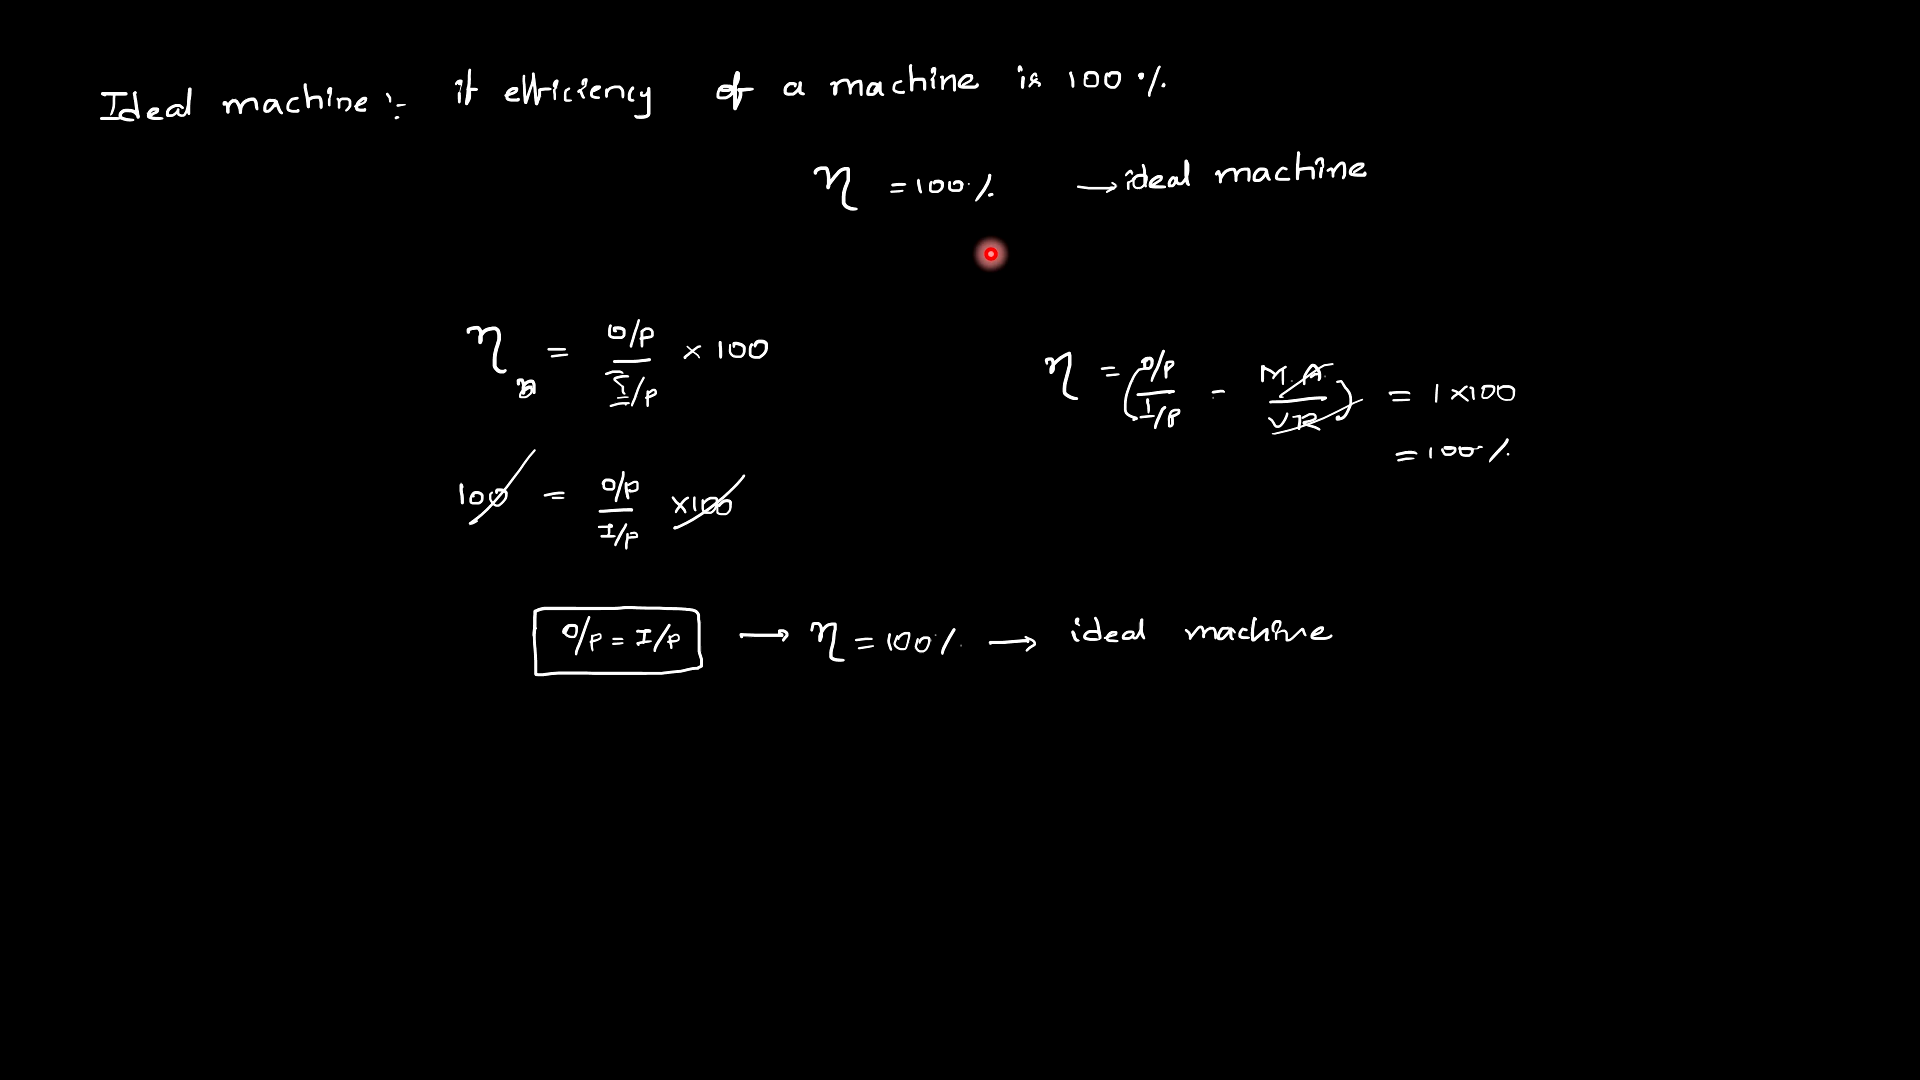 Ideal machine :- if efficiency of a machine is 100 %
η = 100 % → ideal machine
η = O/P / I/P × 100
η = ( O/P / I/P - M.A. / VR ) = 1 × 100
= 100 %
100 = O/P / I/P × 100
O/P = I/P → η = 100 % → ideal machine